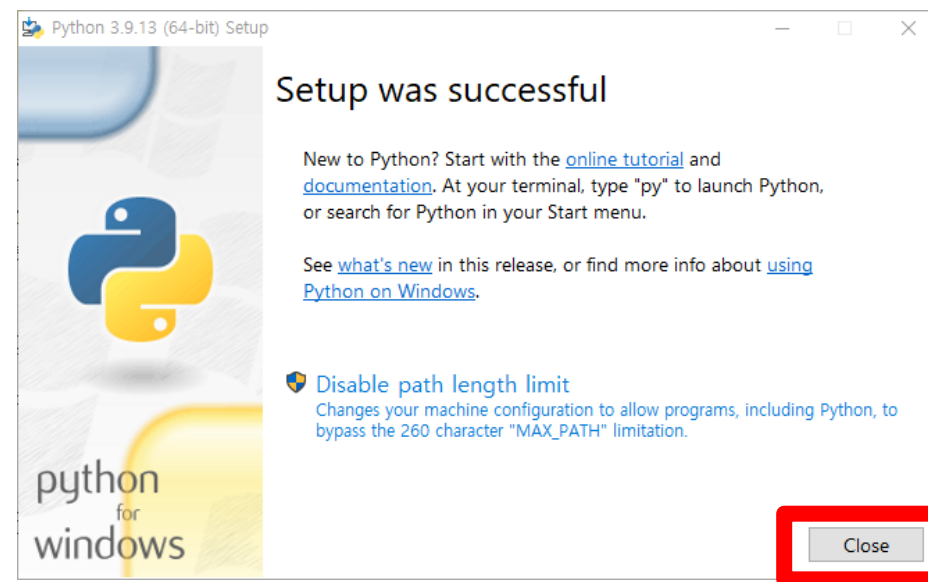 Python 3.9.13 (64-bit) Setup
Setup was successful
New to Python? Start with the online tutorial and
documentation. At your terminal, type "py" to launch Python,
or search for Python in your Start menu.
See what's new in this release, or find more info about using
Python on Windows.
Disable path length limit
Changes your machine configuration to allow programs, including Python, to
bypass the 260 character "MAX_PATH" limitation.
python
for
windows
Close